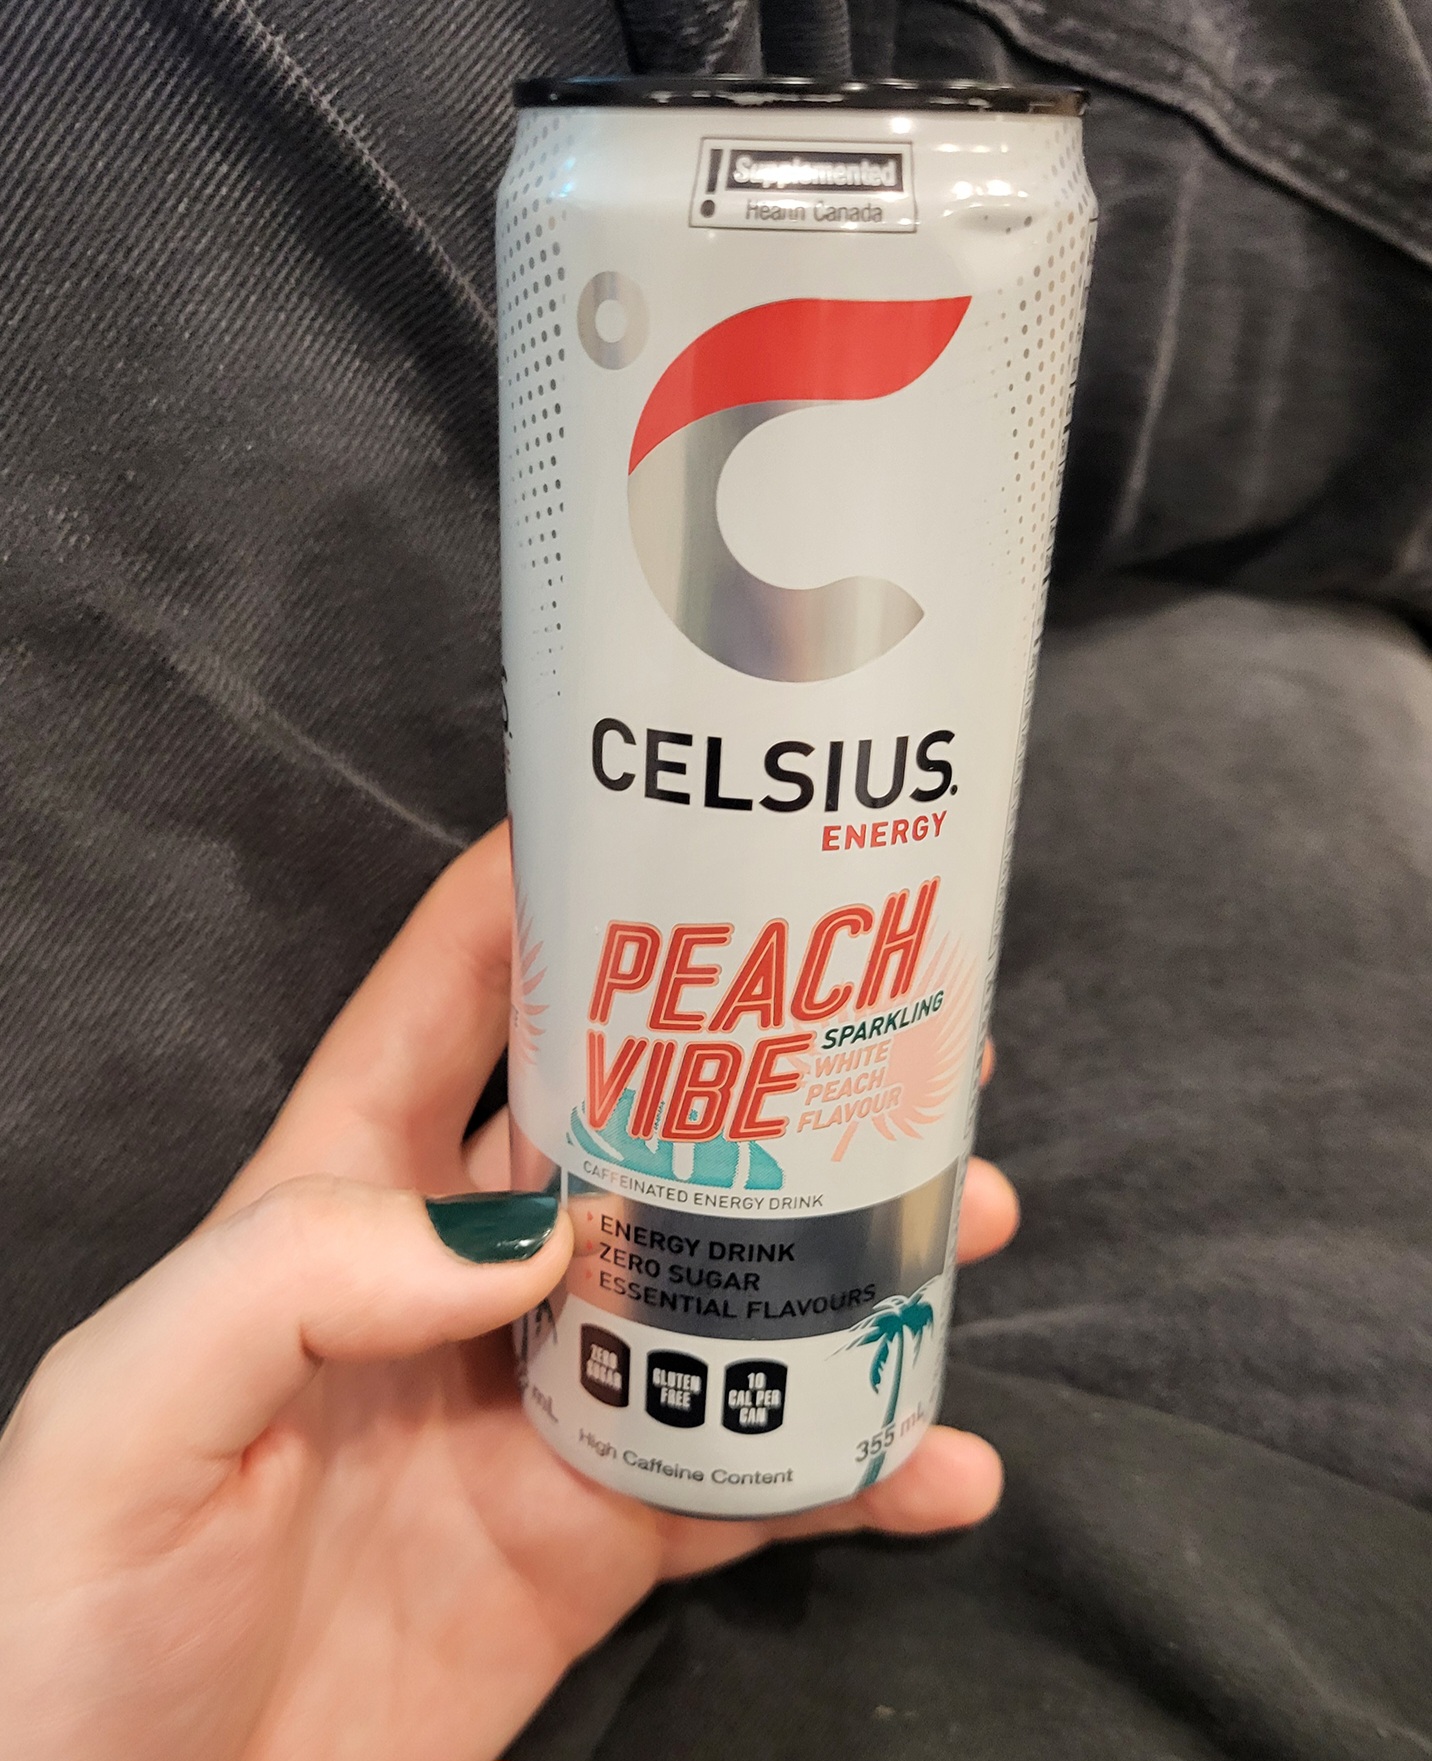 ! Supplemented
Health Canada
CELSIUS.
ENERGY
PEACH
VIBE
SPARKLING
WHITE
PEACH
FLAVOUR
CAFFEINATED ENERGY DRINK
ENERGY DRINK
ZERO SUGAR
ESSENTIAL FLAVOURS
ZERO
SUGAR
GLUTEN
FREE
10
CAL PER
CAN
High Caffeine Content
355 mL
mL